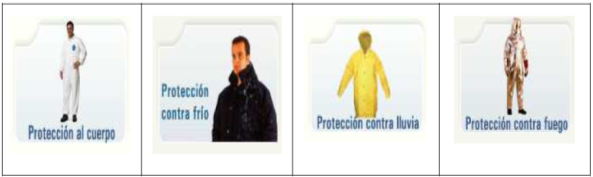 Protección al cuerpo
Protección
contra frío
Protección contra lluvia
Protección contra fuego